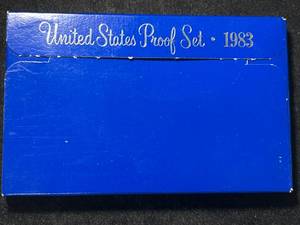 United States Proof Set • 1983